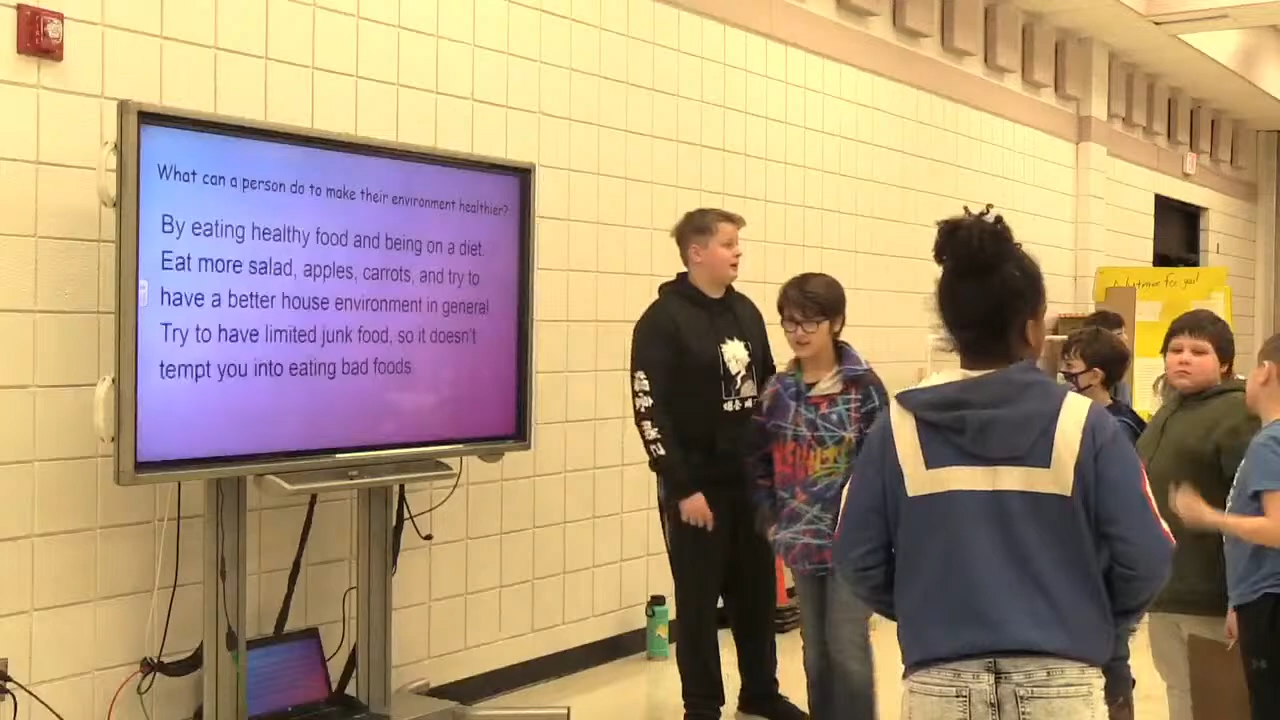 What can a person do to make their environment healthier?
By eating healthy food and being on a diet.
Eat more salad, apples, carrots, and try to
have a better house environment in general
Try to have limited junk food, so it doesn't
tempt you into eating bad foods
for you!